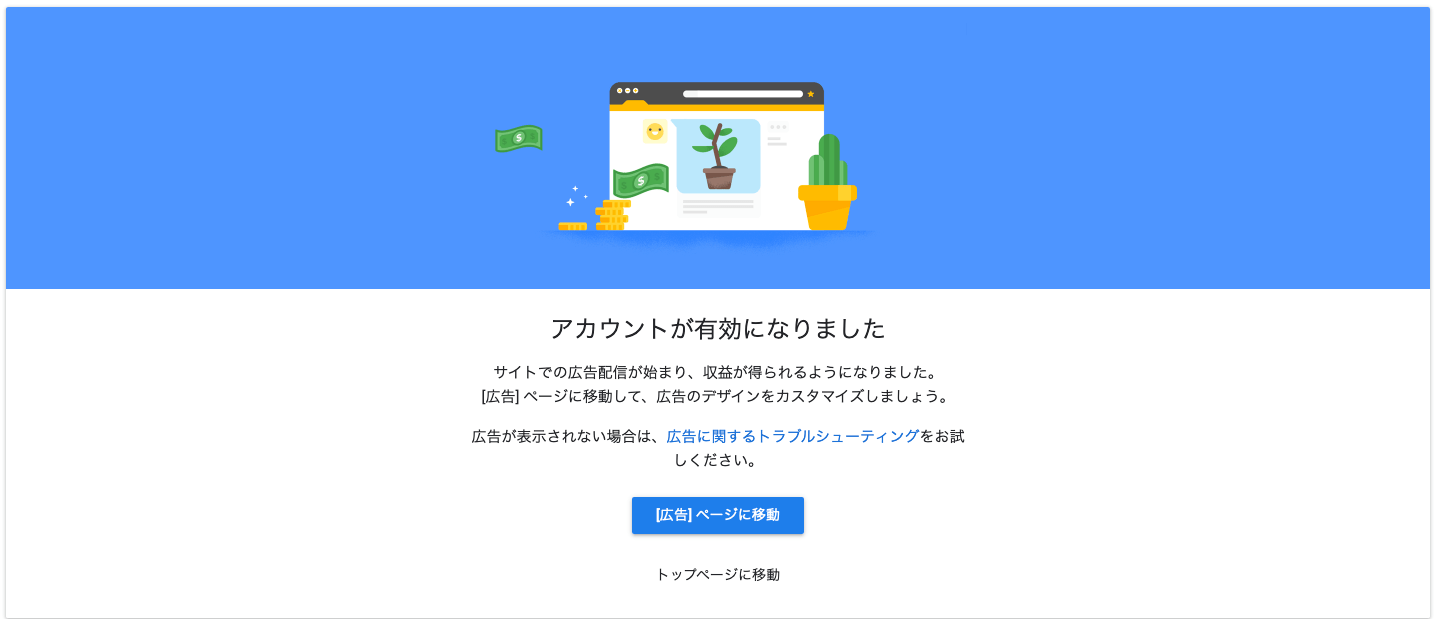 アカウントが有効になりました
サイトでの広告配信が始まり、収益が得られるようになりました。
[広告] ページに移動して、広告のデザインをカスタマイズしましょう。
広告が表示されない場合は、広告に関するトラブルシューティングをお試
しください。
[広告] ページに移動
トップページに移動